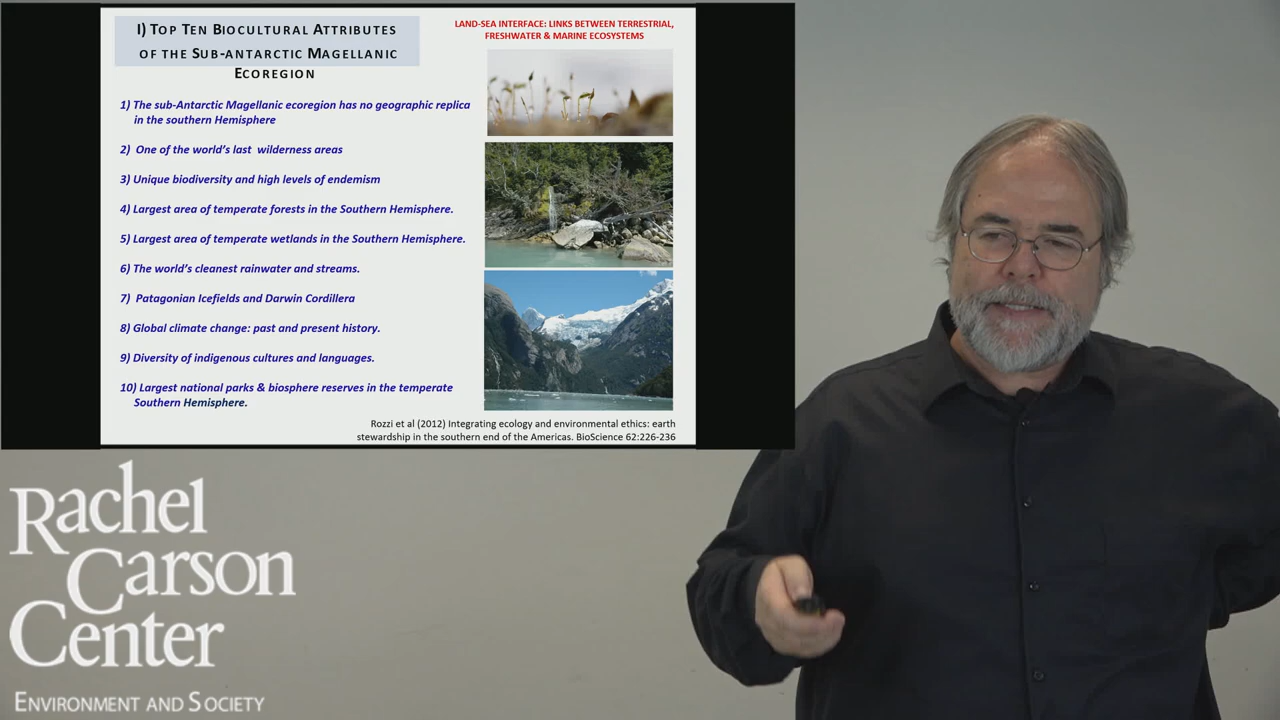 I) TOP TEN BIOCULTURAL ATTRIBUTES
OF THE SUB-ANTARCTIC MAGELLANIC
ECOREGION
1) The sub-Antarctic Magellanic ecoregion has no geographic replica
in the southern Hemisphere
2) One of the world's last wilderness areas
3) Unique biodiversity and high levels of endemism
4) Largest area of temperate forests in the Southern Hemisphere.
5) Largest area of temperate wetlands in the Southern Hemisphere.
6) The world's cleanest rainwater and streams.
7) Patagonian Icefields and Darwin Cordillera
8) Global climate change: past and present history.
9) Diversity of indigenous cultures and languages.
10) Largest national parks & biosphere reserves in the temperate
Southern Hemisphere.
LAND-SEA INTERFACE: LINKS BETWEEN TERRESTRIAL,
FRESHWATER & MARINE ECOSYSTEMS
Rozzi et al (2012) Integrating ecology and environmental ethics: earth
stewardship in the southern end of the Americas. BioScience 62:226-236
Rachel
Carson
Center
ENVIRONMENT AND SOCIETY